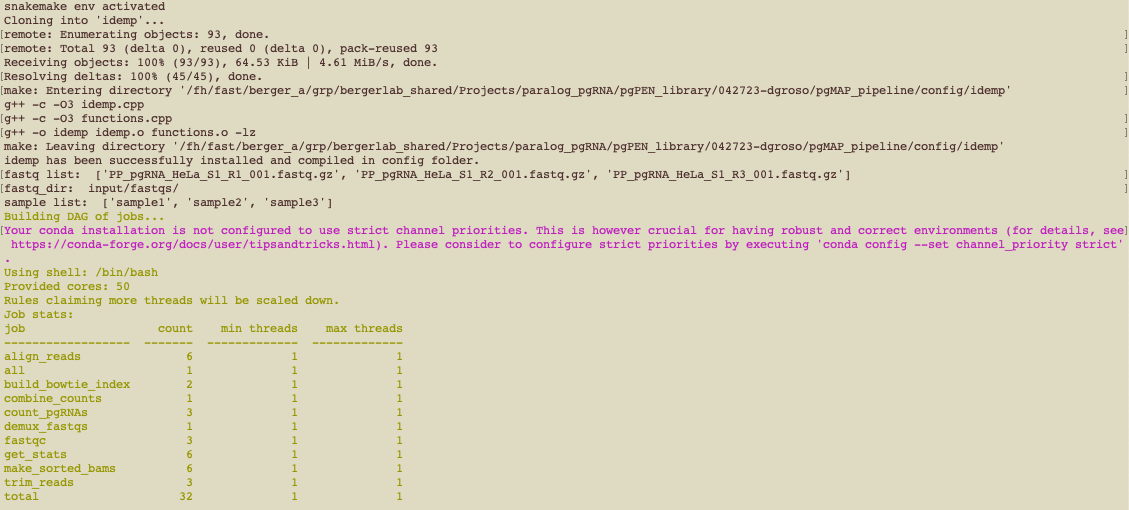 snakemake env activated
Cloning into 'idemp'...
[remote: Enumerating objects: 93, done. ]
[remote: Total 93 (delta 0), reused 0 (delta 0), pack-reused 93 ]
Receiving objects: 100% (93/93), 64.53 KiB | 4.61 MiB/s, done.
[Resolving deltas: 100% (45/45), done. ]
[make: Entering directory '/fh/fast/berger_a/grp/bergerlab_shared/Projects/paralog_pgRNA/pgPEN_library/042723-dgroso/pgMAP_pipeline/config/idemp' ]
g++ -c -O3 idemp.cpp
[g++ -c -O3 functions.cpp ]
[g++ -o idemp idemp.o functions.o -lz ]
make: Leaving directory '/fh/fast/berger_a/grp/bergerlab_shared/Projects/paralog_pgRNA/pgPEN_library/042723-dgroso/pgMAP_pipeline/config/idemp'
idemp has been successfully installed and compiled in config folder.
[fastq list:  ['PP_pgRNA_HeLa_S1_R1_001.fastq.gz', 'PP_pgRNA_HeLa_S1_R2_001.fastq.gz', 'PP_pgRNA_HeLa_S1_R3_001.fastq.gz'] ]
[fastq_dir:  input/fastqs/ ]
sample list:  ['sample1', 'sample2', 'sample3']
Building DAG of jobs...
[Your conda installation is not configured to use strict channel priorities. This is however crucial for having robust and correct environments (for details, see]
https://conda-forge.org/docs/user/tipsandtricks.html). Please consider to configure strict priorities by executing 'conda config --set channel_priority strict'
.
Using shell: /bin/bash
Provided cores: 50
Rules claiming more threads will be scaled down.
Job stats:
job count min threads max threads
------------------ ------- ------------- -------------
align_reads 6 1 1
all 1 1 1
build_bowtie_index 2 1 1
combine_counts 1 1 1
count_pgRNAs 3 1 1
demux_fastqs 1 1 1
fastqc 3 1 1
get_stats 6 1 1
make_sorted_bams 6 1 1
trim_reads 3 1 1
total 32 1 1